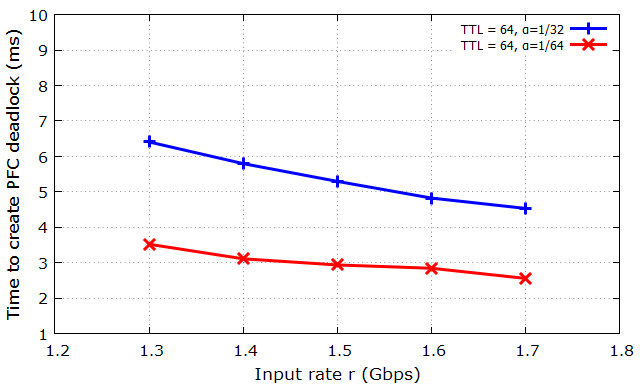 TTL = 64, α=1/32
TTL = 64, α=1/64
Time to create PFC deadlock (ms)
10
9
8
7
6
5
4
3
2
1
1.2 1.3 1.4 1.5 1.6 1.7 1.8
Input rate r (Gbps)